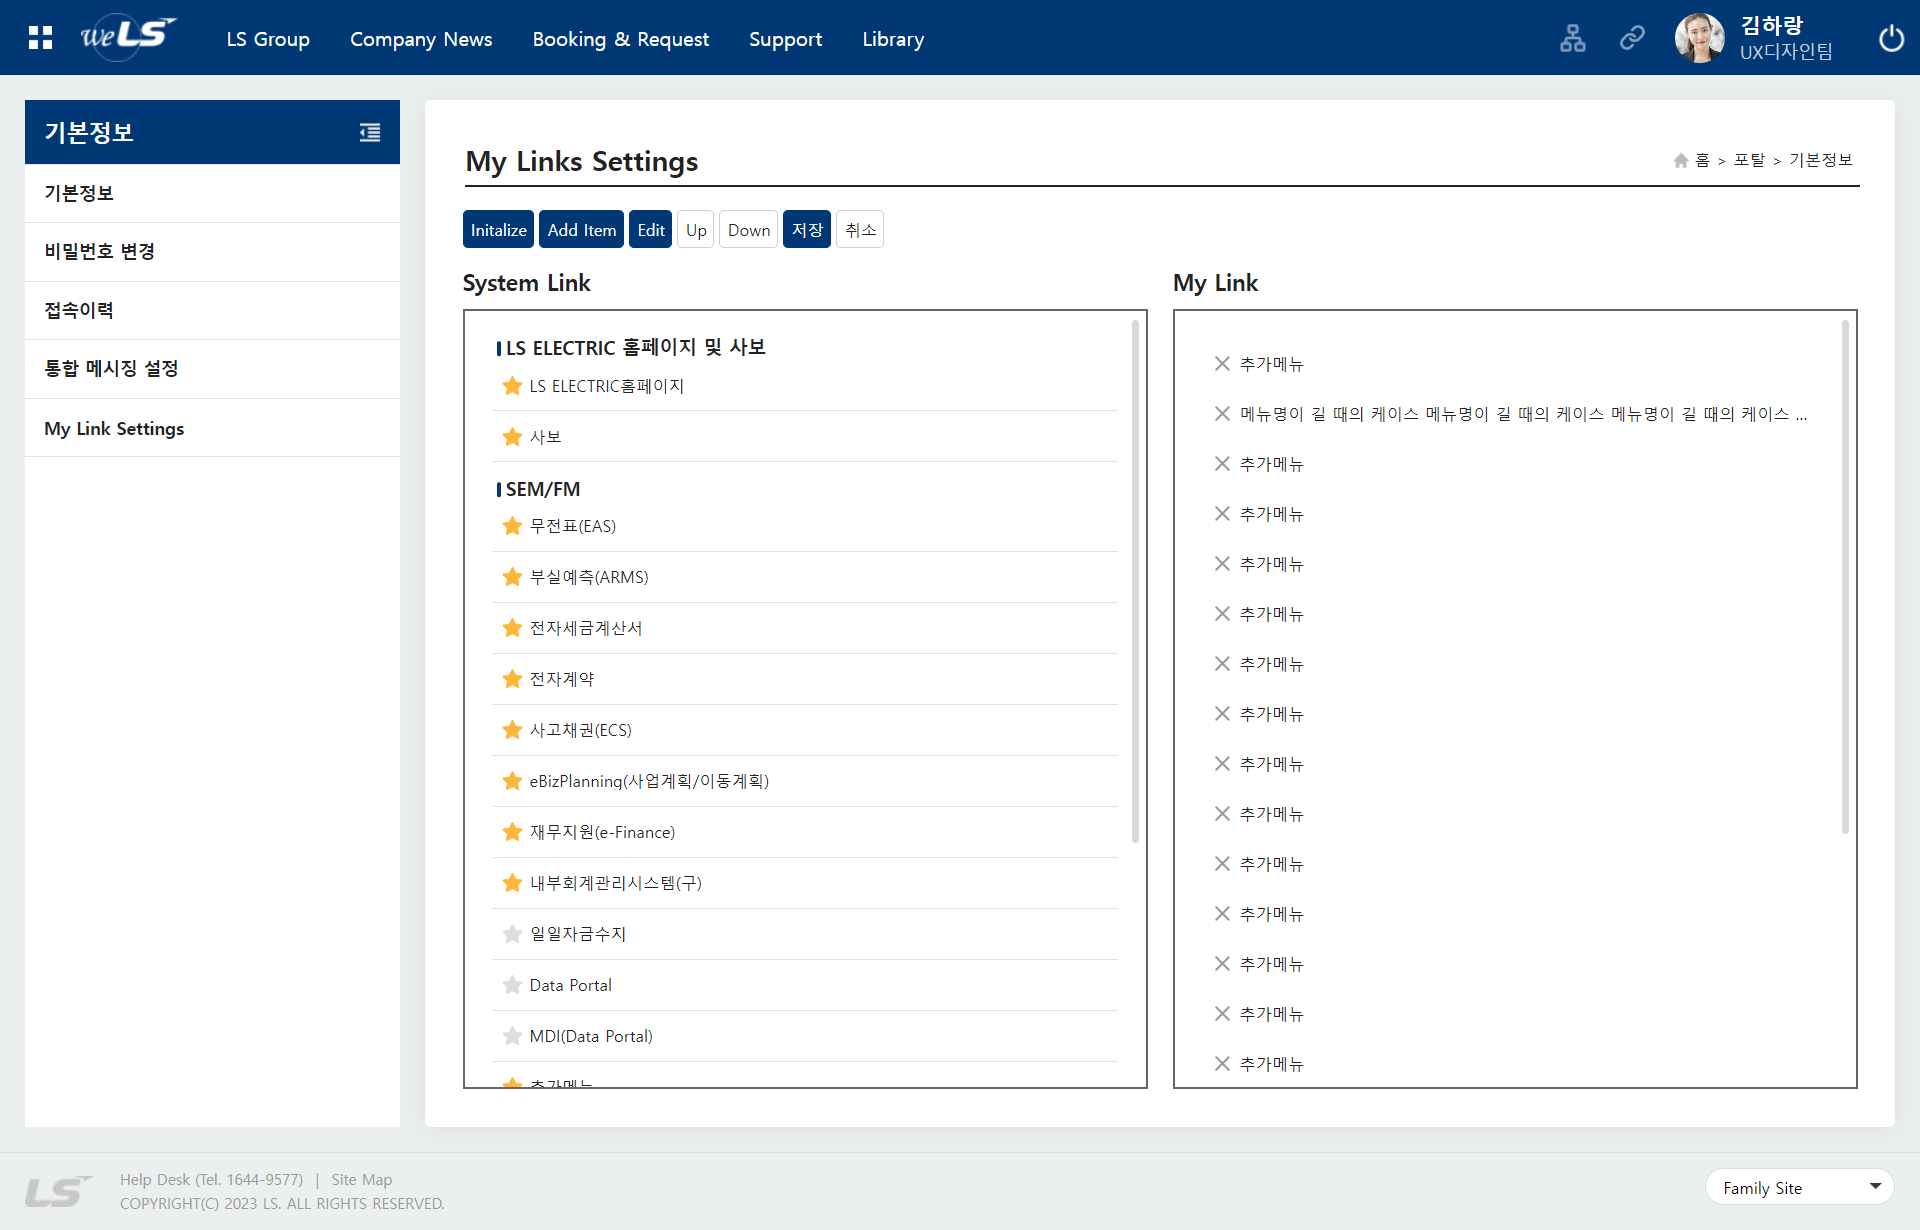 weLS LS Group Company News Booking & Request Support Library 김하랑
UX디자인팀
기본정보
기본정보
비밀번호 변경
접속이력
통합 메시징 설정
My Link Settings
My Links Settings
홈 > 포탈 > 기본정보
Initalize Add Item Edit Up Down 저장 취소
System Link
LS ELECTRIC 홈페이지 및 사보
LS ELECTRIC홈페이지
사보
SEM/FM
무전표(EAS)
부실예측(ARMS)
전자세금계산서
전자계약
사고채권(ECS)
eBizPlanning(사업계획/이동계획)
재무지원(e-Finance)
내부회계관리시스템(구)
일일자금수지
Data Portal
MDI(Data Portal)
추가메뉴
My Link
추가메뉴
메뉴명이 길 때의 케이스 메뉴명이 길 때의 케이스 메뉴명이 길 때의 케이스 ...
추가메뉴
추가메뉴
추가메뉴
추가메뉴
추가메뉴
추가메뉴
추가메뉴
추가메뉴
추가메뉴
추가메뉴
추가메뉴
추가메뉴
추가메뉴
LS
Help Desk (Tel. 1644-9577) | Site Map
COPYRIGHT(C) 2023 LS. ALL RIGHTS RESERVED.
Family Site